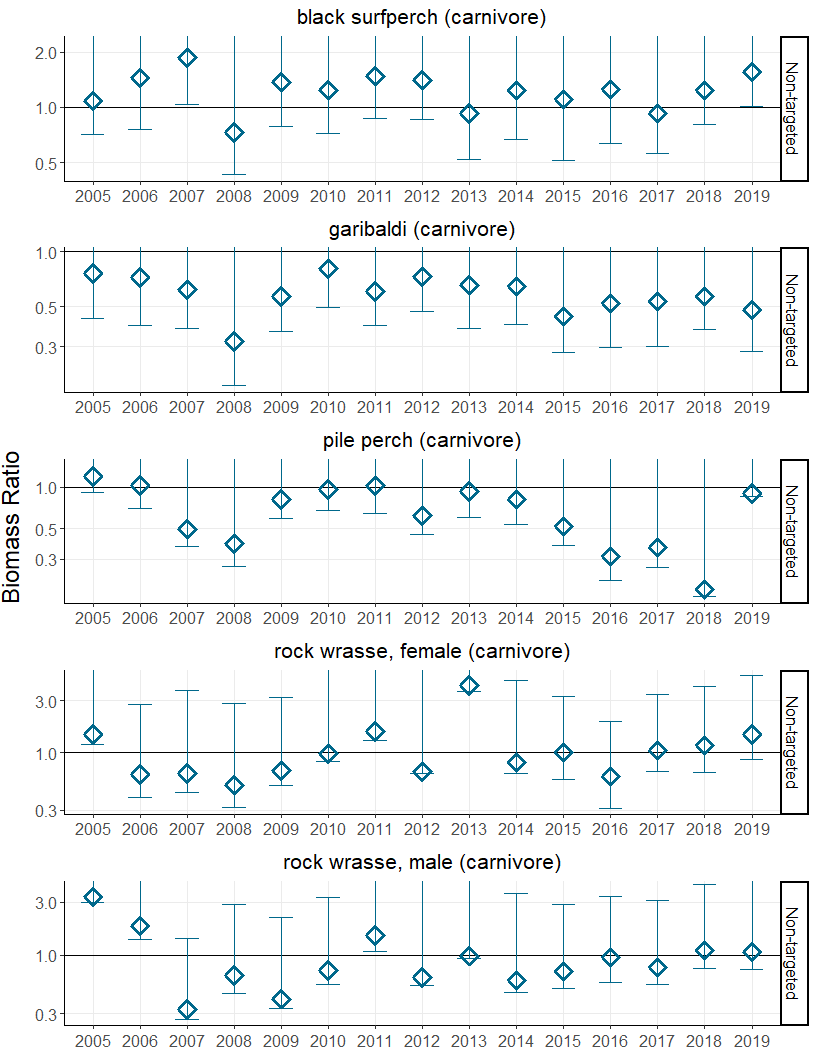 black surfperch (carnivore)
2.0
1.0
0.5
Non-targeted
2005 2006 2007 2008 2009 2010 2011 2012 2013 2014 2015 2016 2017 2018 2019
garibaldi (carnivore)
1.0
0.5
0.3
Non-targeted
2005 2006 2007 2008 2009 2010 2011 2012 2013 2014 2015 2016 2017 2018 2019
Biomass Ratio
pile perch (carnivore)
1.0
0.5
0.3
Non-targeted
2005 2006 2007 2008 2009 2010 2011 2012 2013 2014 2015 2016 2017 2018 2019
rock wrasse, female (carnivore)
3.0
1.0
0.3
Non-targeted
2005 2006 2007 2008 2009 2010 2011 2012 2013 2014 2015 2016 2017 2018 2019
rock wrasse, male (carnivore)
3.0
1.0
0.3
Non-targeted
2005 2006 2007 2008 2009 2010 2011 2012 2013 2014 2015 2016 2017 2018 2019